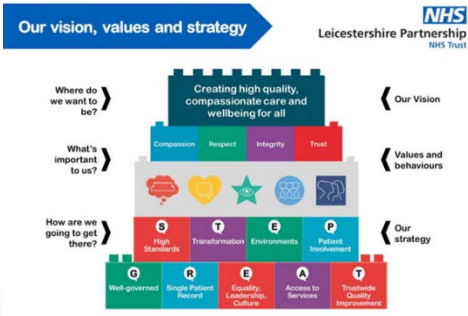 Our vision, values and strategy
NHS
Leicestershire Partnership
NHS Trust
Where do
we want to
be?
Creating high quality,
compassionate care and
wellbeing for all
Our Vision
What's
important
to us?
Compassion
Respect
Integrity
Trust
Values and
behaviours
How are we
going to get
there?
S
High
Standards
T
Transformation
E
Environments
P
Patient
Involvement
Our
strategy
G
Well-governed
R
Single Patient
Record
E
Equality,
Leadership,
Culture
A
Access to
Services
T
Trustwide
Quality
Improvement